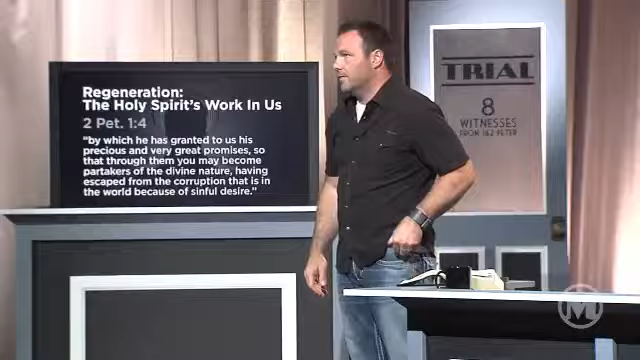 Regeneration:
The Holy Spirit's Work In Us
2 Pet. 1:4
"by which he has granted to us his
precious and very great promises, so
that through them you may become
partakers of the divine nature, having
escaped from the corruption that is in
the world because of sinful desire."
TRIAL
8
WITNESSES
FROM 1&2 PETER
M